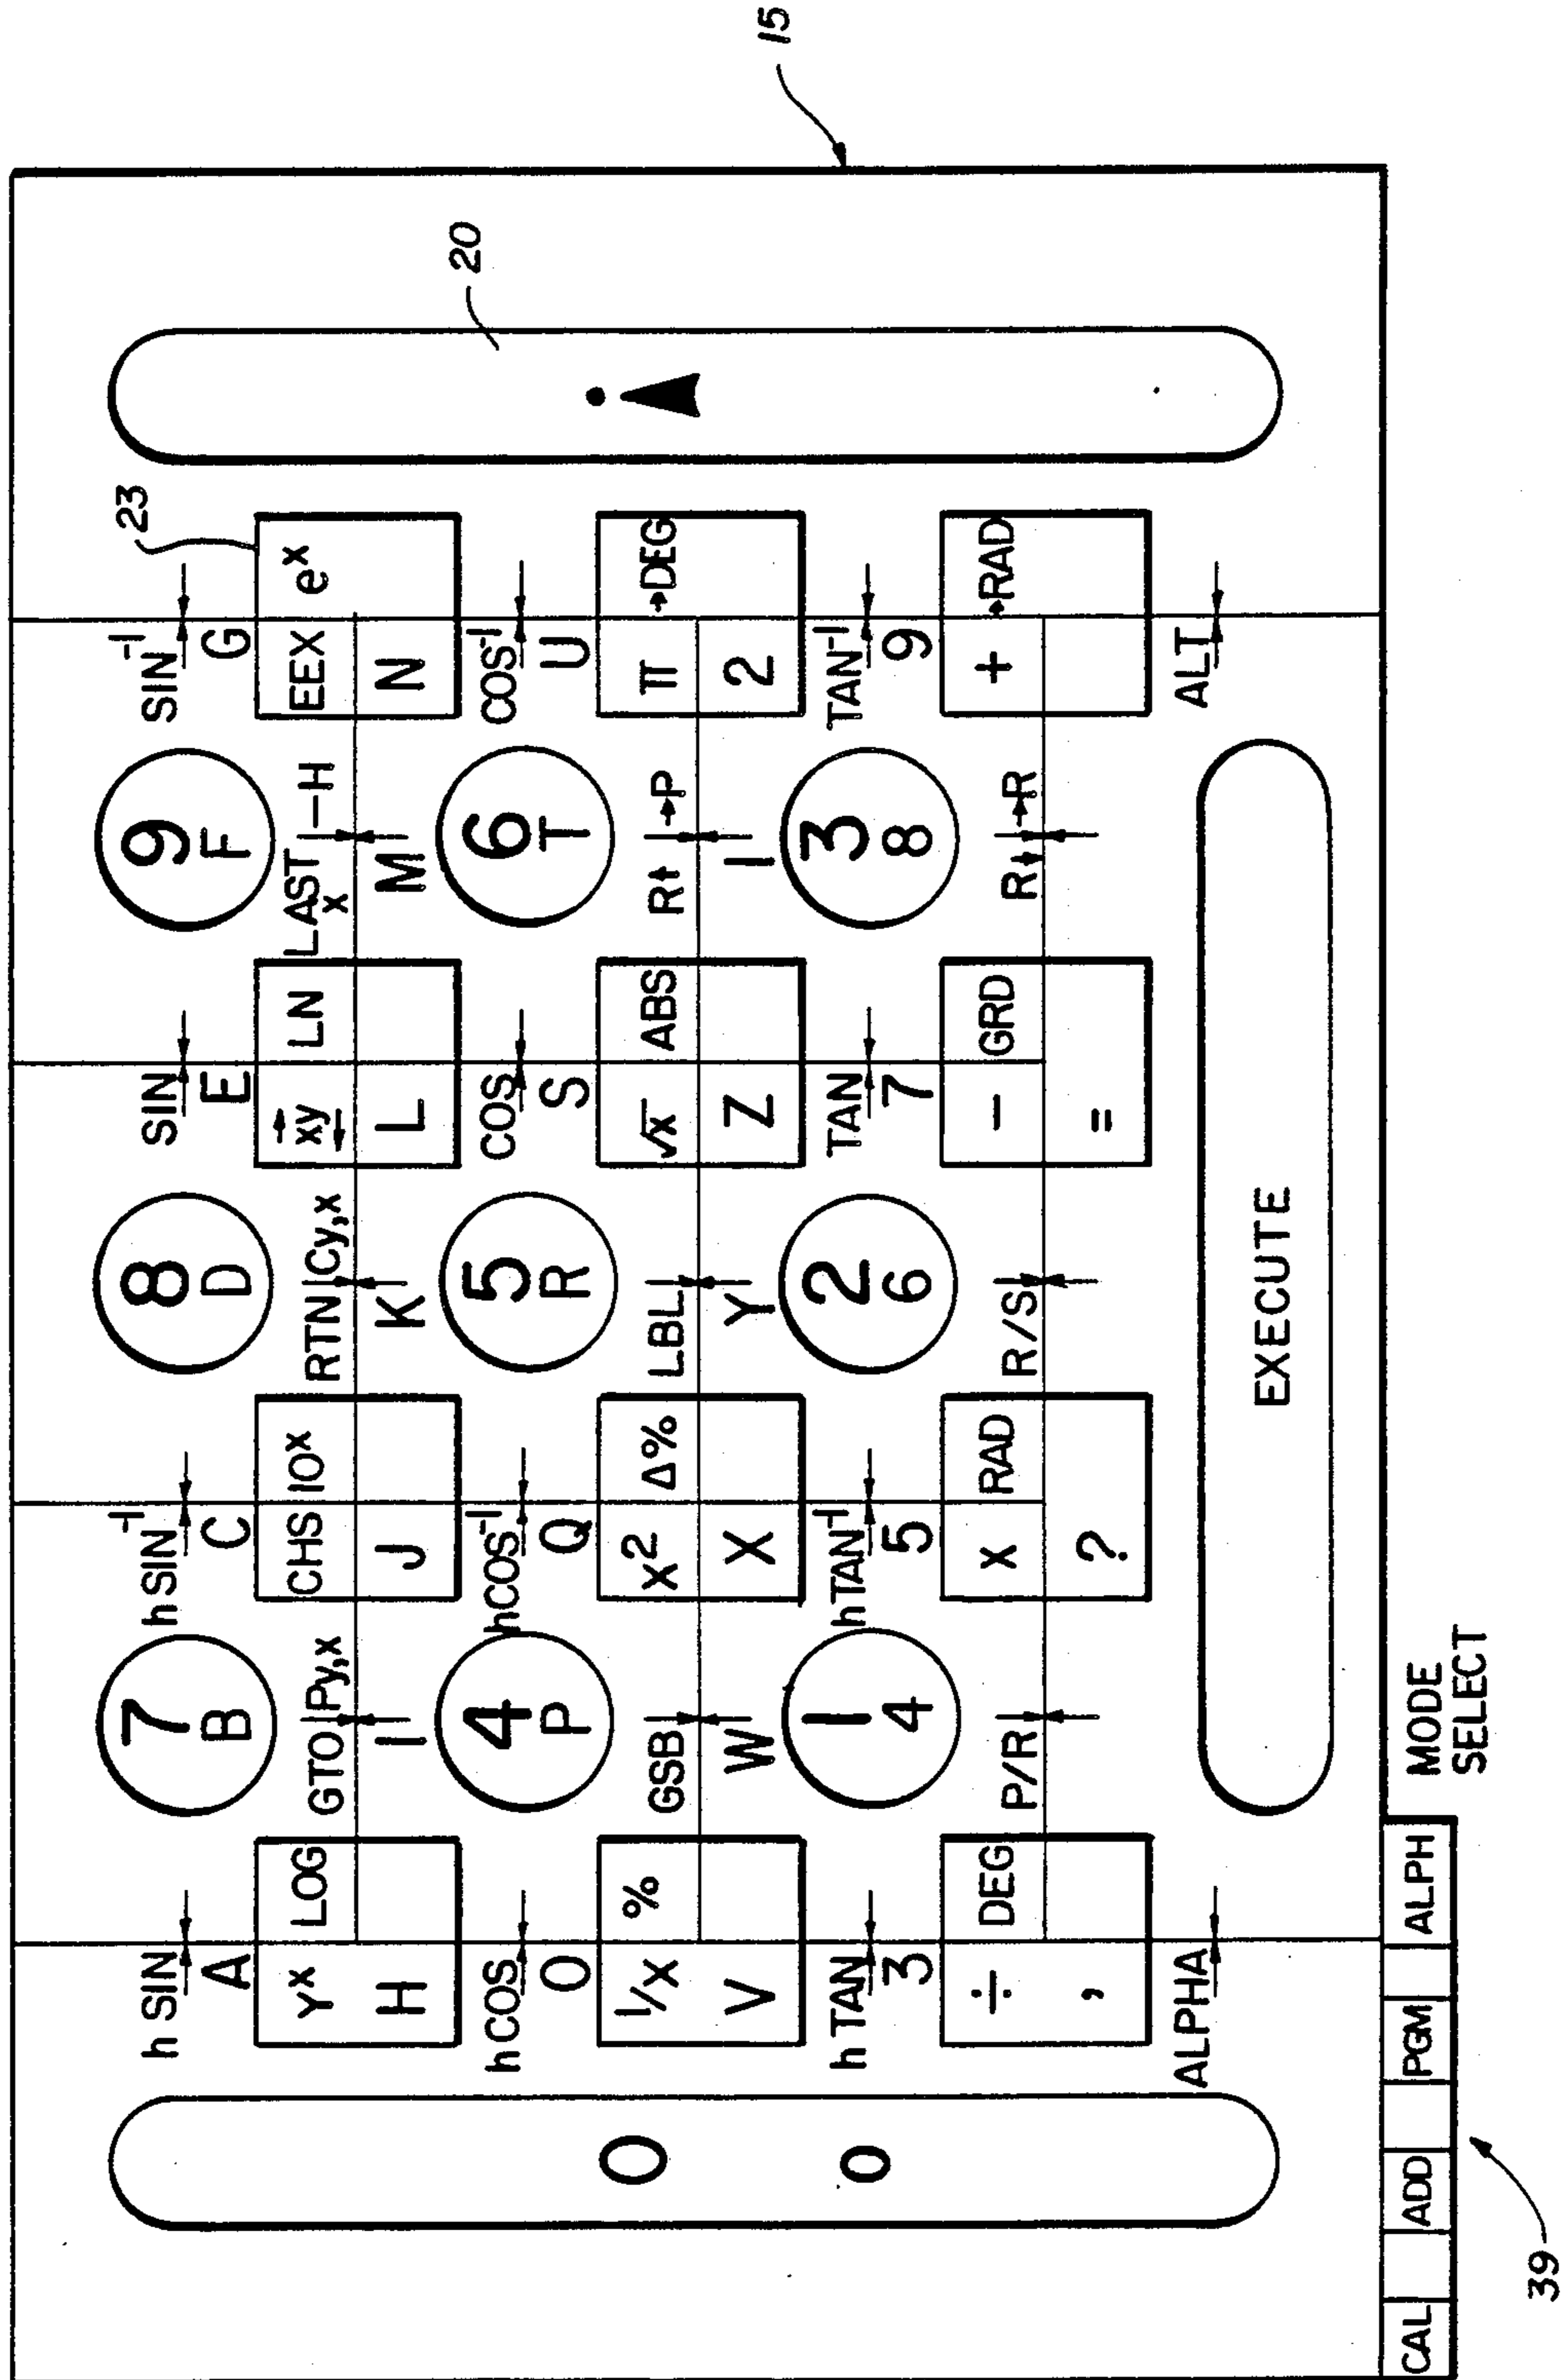 15
20
23
h SIN
h SIN⁻¹
SIN
SIN⁻¹
A
7
B
C
8
D
E
9
F
G
Yˣ LOG
GTO Py,x
CHS 10ˣ
RTN Cy,x
xy LN
LAST x -H
EEX eˣ
H
I
J
K
L
M
N
h COS
hCOS⁻¹
COS
COS⁻¹
O
4
P
Q
5
R
S
6
T
U
0
.
1/X %
GSB
X² Δ%
LBL
√x ABS
R↑ →P
π →DEG
V
W
X
Y
Z
1
2
o
h TAN
hTAN⁻¹
TAN
TAN⁻¹
3
1
4
5
2
6
7
3
8
9
÷ DEG
P/R
X RAD
R/S
− GRD
R↓ →R
+ →RAD
,
?
=
ALPHA
ALT
EXECUTE
CAL ADD PGM ALPH
MODE
SELECT
39